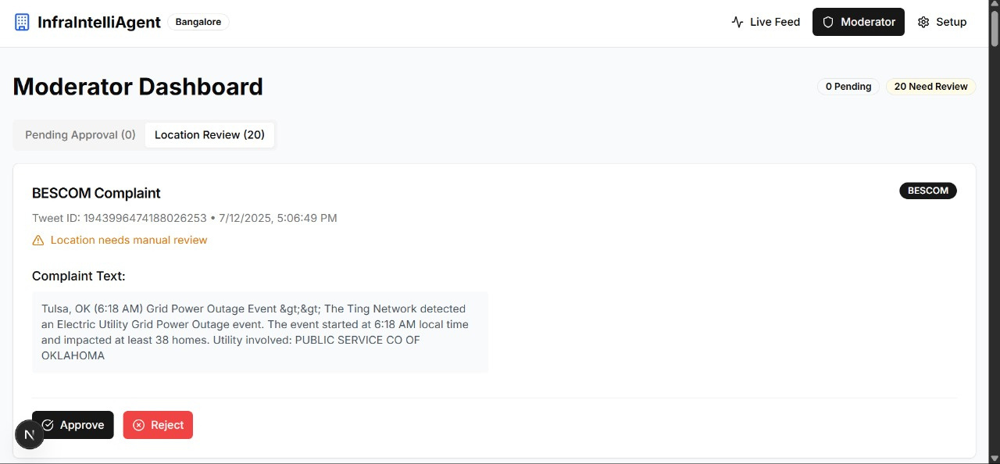 InfraIntelliAgent Bangalore Live Feed Moderator Setup
Moderator Dashboard 0 Pending 20 Need Review
Pending Approval (0) Location Review (20)
BESCOM Complaint BESCOM
Tweet ID: 1943996474188026253 • 7/12/2025, 5:06:49 PM
Location needs manual review
Complaint Text:
Tulsa, OK (6:18 AM) Grid Power Outage Event &gt;&gt; The Ting Network detected
an Electric Utility Grid Power Outage event. The event started at 6:18 AM local time
and impacted at least 38 homes. Utility involved: PUBLIC SERVICE CO OF
OKLAHOMA
N Approve Reject